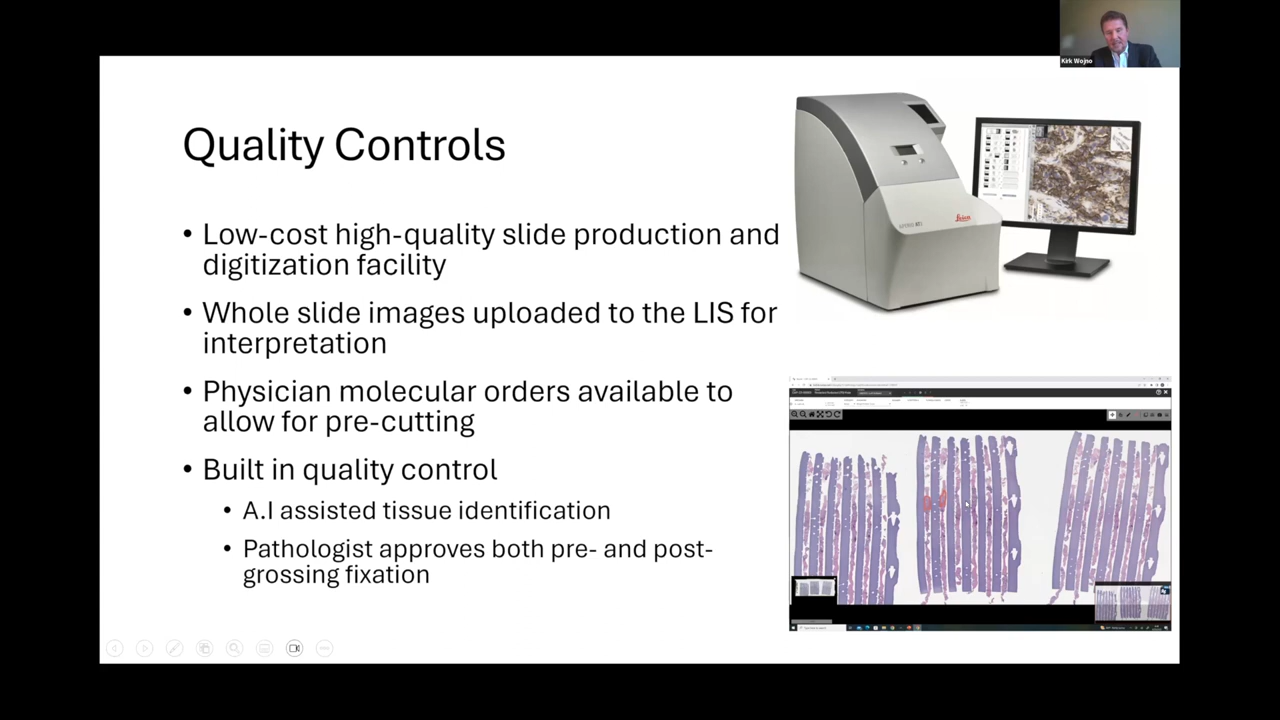 Kirk Wojno
Quality Controls
• Low-cost high-quality slide production and
digitization facility
• Whole slide images uploaded to the LIS for
interpretation
• Physician molecular orders available to
allow for pre-cutting
• Built in quality control
• A.I assisted tissue identification
• Pathologist approves both pre- and post-
grossing fixation
Leica